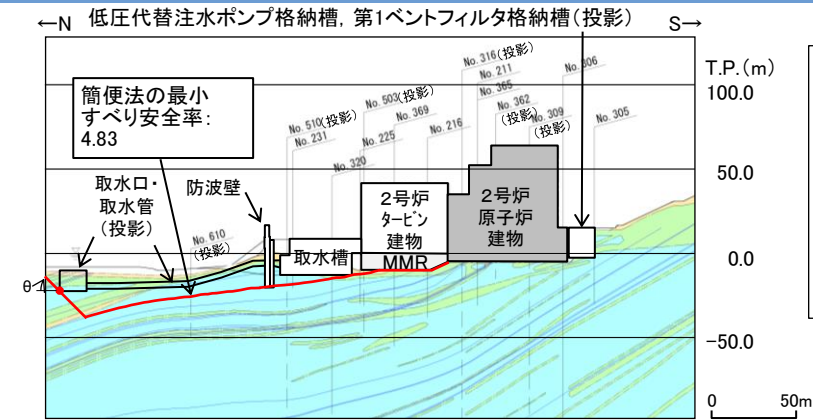 ←N 低圧代替注水ポンプ格納槽，第1ベントフィルタ格納槽(投影) S→
T.P.(m)
100.0
50.0
0.0
-50.0
0 50m
簡便法の最小
すべり安全率：
4.83
取水口・
取水管
(投影)
防波壁
No. 610
(投影)
No. 510(投影)
No. 231
No. 320
No. 503(投影)
No. 225
No. 369
No. 216
No. 316(投影)
No. 211
No. 365
No. 362
(投影)
No. 309
(投影)
No. 306
No. 305
取水槽
2号炉
タービン
建物
MMR
2号炉
原子炉
建物
θ